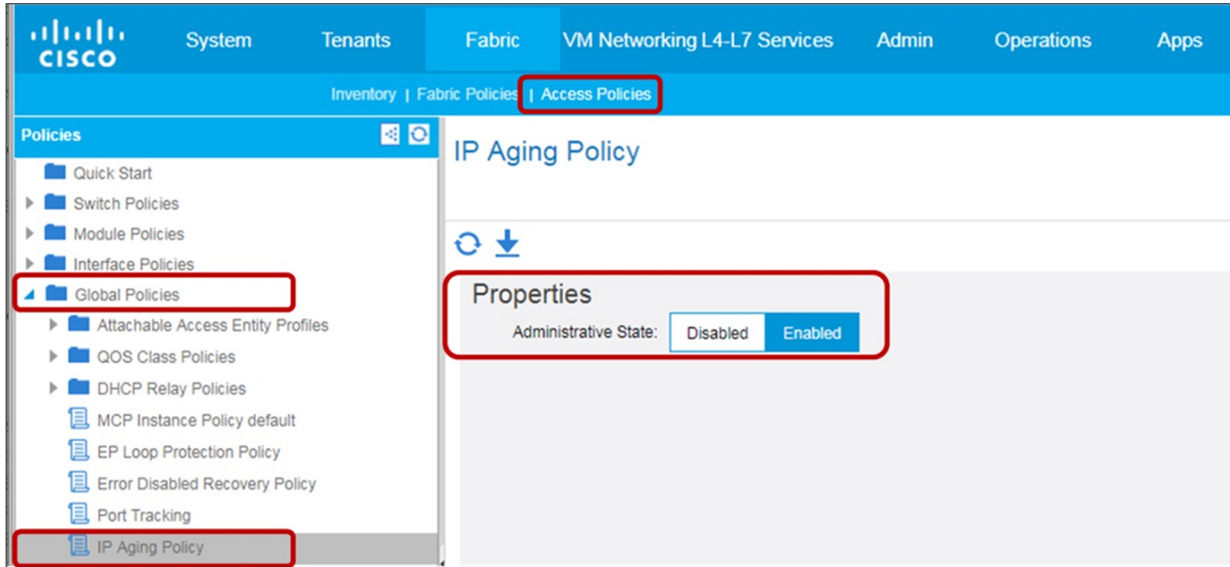 CISCO
System Tenants Fabric VM Networking L4-L7 Services Admin Operations Apps
Inventory | Fabric Policies | Access Policies
Policies
IP Aging Policy
Quick Start
Switch Policies
Module Policies
Interface Policies
Global Policies
Attachable Access Entity Profiles
QOS Class Policies
DHCP Relay Policies
MCP Instance Policy default
EP Loop Protection Policy
Error Disabled Recovery Policy
Port Tracking
IP Aging Policy
Properties
Administrative State: Disabled Enabled